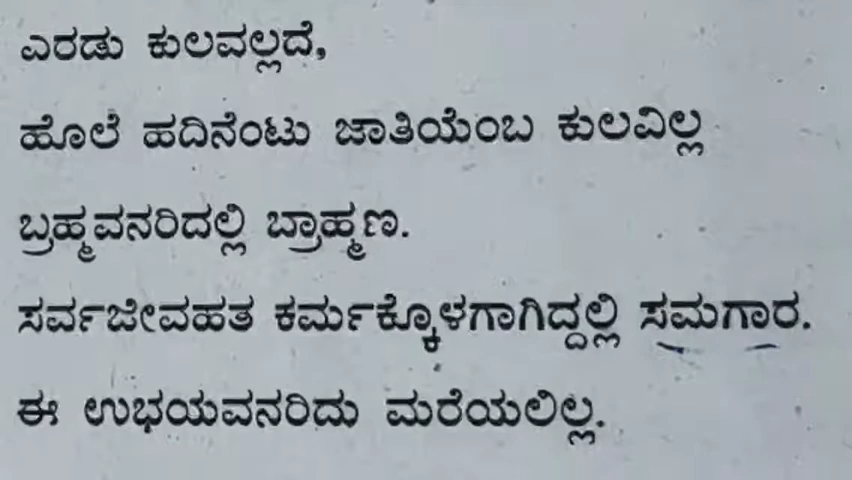 ಎರಡು ಕುಲವಲ್ಲದೆ,
ಹೊಲೆ ಹದಿನೆಂಟು ಜಾತಿಯೆಂಬ ಕುಲವಿಲ್ಲ
ಬ್ರಹ್ಮವನರಿದಲ್ಲಿ ಬ್ರಾಹ್ಮಣ.
ಸರ್ವಜೀವಹತ ಕರ್ಮಕ್ಕೊಳಗಾಗಿದ್ದಲ್ಲಿ ಸಮಗಾರ.
ಈ ಉಭಯವನರಿದು ಮರೆಯಲಿಲ್ಲ.